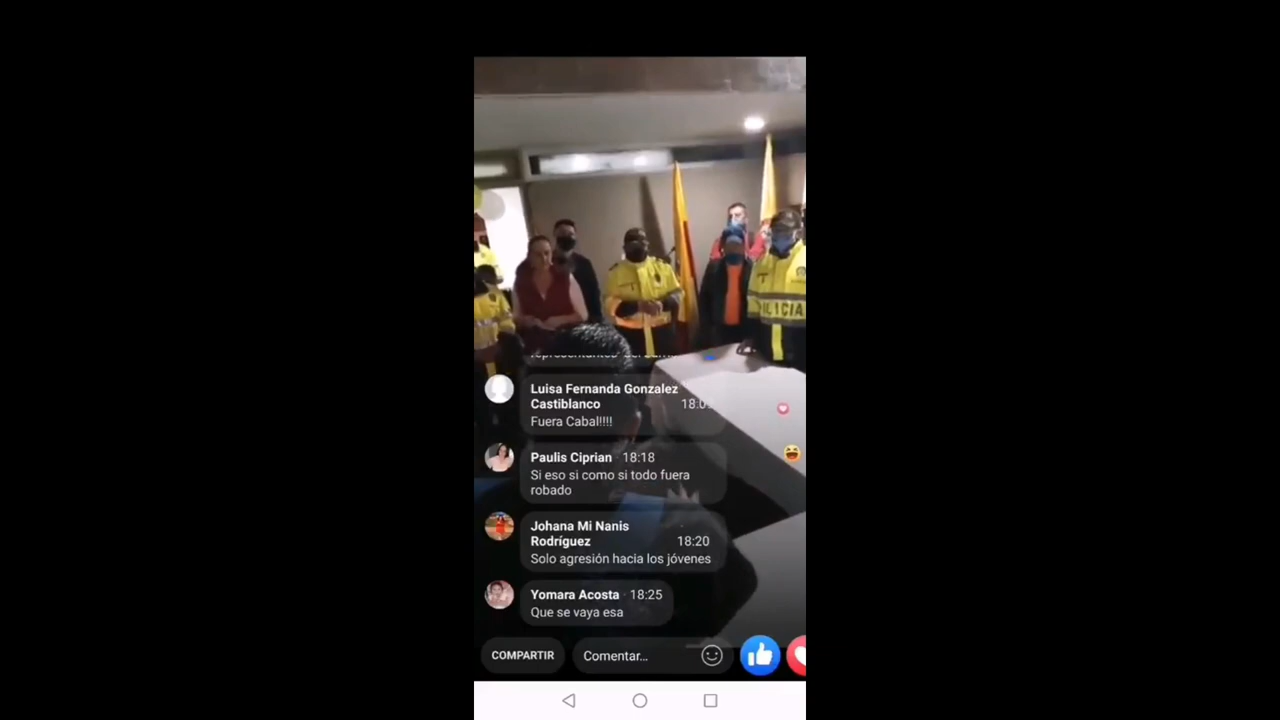 Luisa Fernanda Gonzalez
Castiblanco
Fuera Cabal!!!!
Paulis Ciprian · 18:18
Si eso si como si todo fuera
robado
Johana Mi Nanis
Rodríguez 18:20
Solo agresión hacia los jóvenes
Yomara Acosta · 18:25
Que se vaya esa
COMPARTIR Comentar...